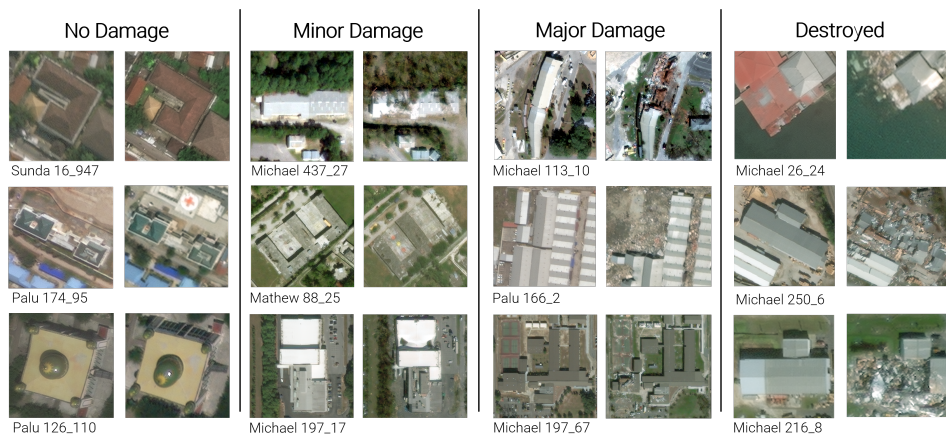 No Damage
Minor Damage
Major Damage
Destroyed
Sunda 16_947
Michael 437_27
Michael 113_10
Michael 26_24
Palu 174_95
Mathew 88_25
Palu 166_2
Michael 250_6
Palu 126_110
Michael 197_17
Michael 197_67
Michael 216_8